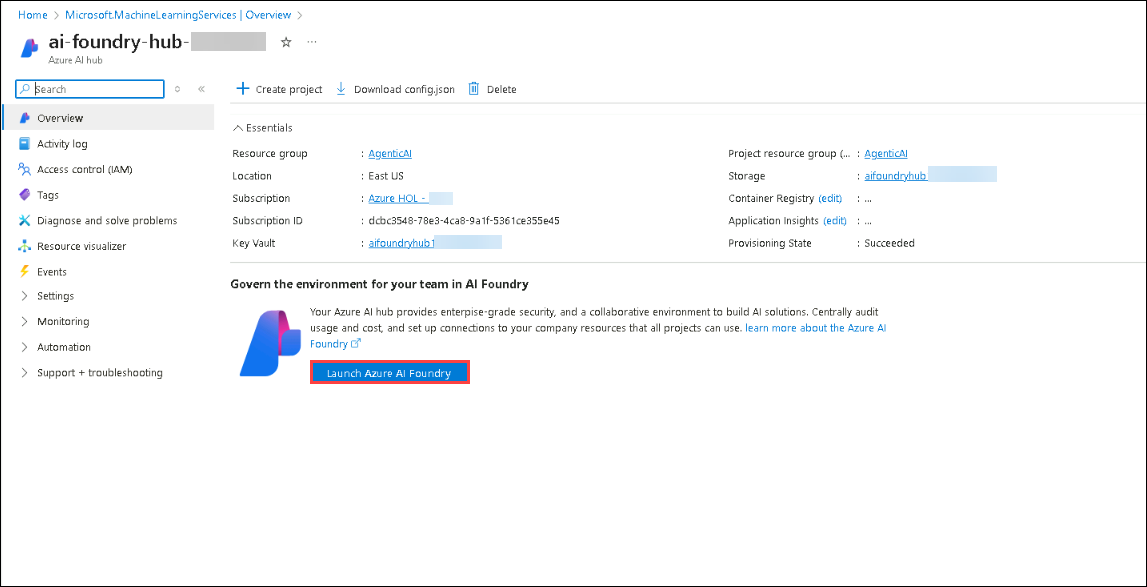 Home > Microsoft.MachineLearningServices | Overview >
ai-foundry-hub-
Azure AI hub
Search
Create project
Download config.json
Delete
Overview
Activity log
Access control (IAM)
Tags
Diagnose and solve problems
Resource visualizer
Events
Settings
Monitoring
Automation
Support + troubleshooting
Essentials
Resource group : AgenticAI
Location : East US
Subscription : Azure HOL -
Subscription ID : dcbc3548-78e3-4ca8-9a1f-5361ce355e45
Key Vault : aifoundryhub1
Project resource group (... : AgenticAI
Storage : aifoundryhub
Container Registry (edit) : ...
Application Insights (edit) : ...
Provisioning State : Succeeded
Govern the environment for your team in AI Foundry
Your Azure AI hub provides enterpise-grade security, and a collaborative environment to build AI solutions. Centrally audit
usage and cost, and set up connections to your company resources that all projects can use. learn more about the Azure AI
Foundry
Launch Azure AI Foundry